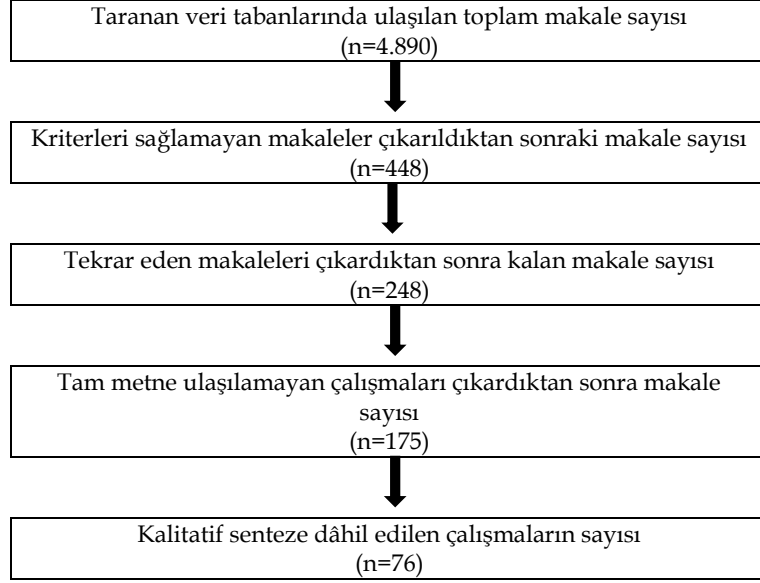 Taranan veri tabanlarında ulaşılan toplam makale sayısı
(n=4.890)
Kriterleri sağlamayan makaleler çıkarıldıktan sonraki makale sayısı
(n=448)
Tekrar eden makaleleri çıkardıktan sonra kalan makale sayısı
(n=248)
Tam metne ulaşılamayan çalışmaları çıkardıktan sonra makale
sayısı
(n=175)
Kalitatif senteze dâhil edilen çalışmaların sayısı
(n=76)